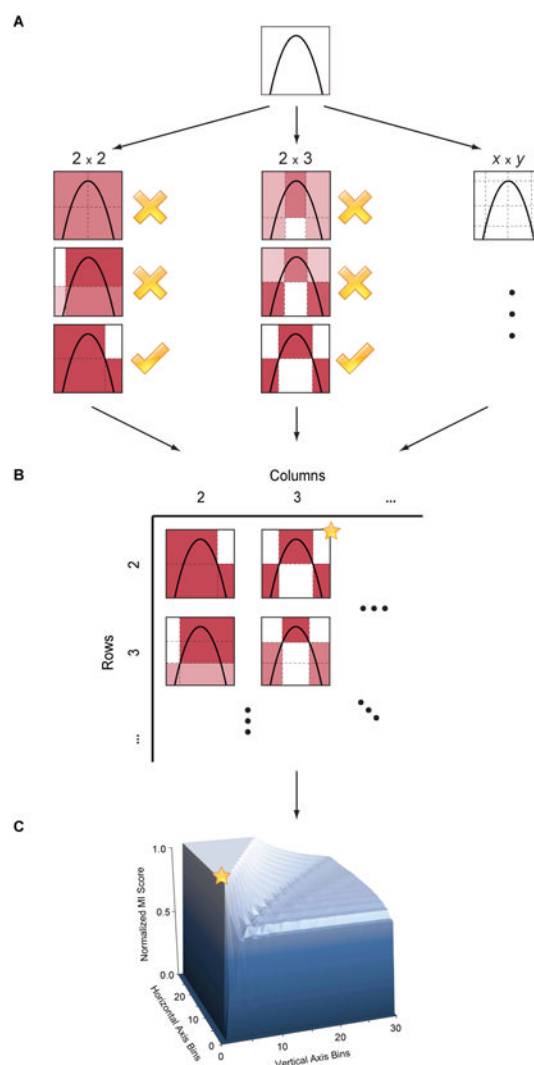 A
2 x 2
2 x 3
x x y
B
Columns
2
3
...
Rows
2
3
...
C
Normalized MI Score
1.0
0.5
0.0
Horizontal Axis Bins
20
10
0
Vertical Axis Bins
0
10
20
30